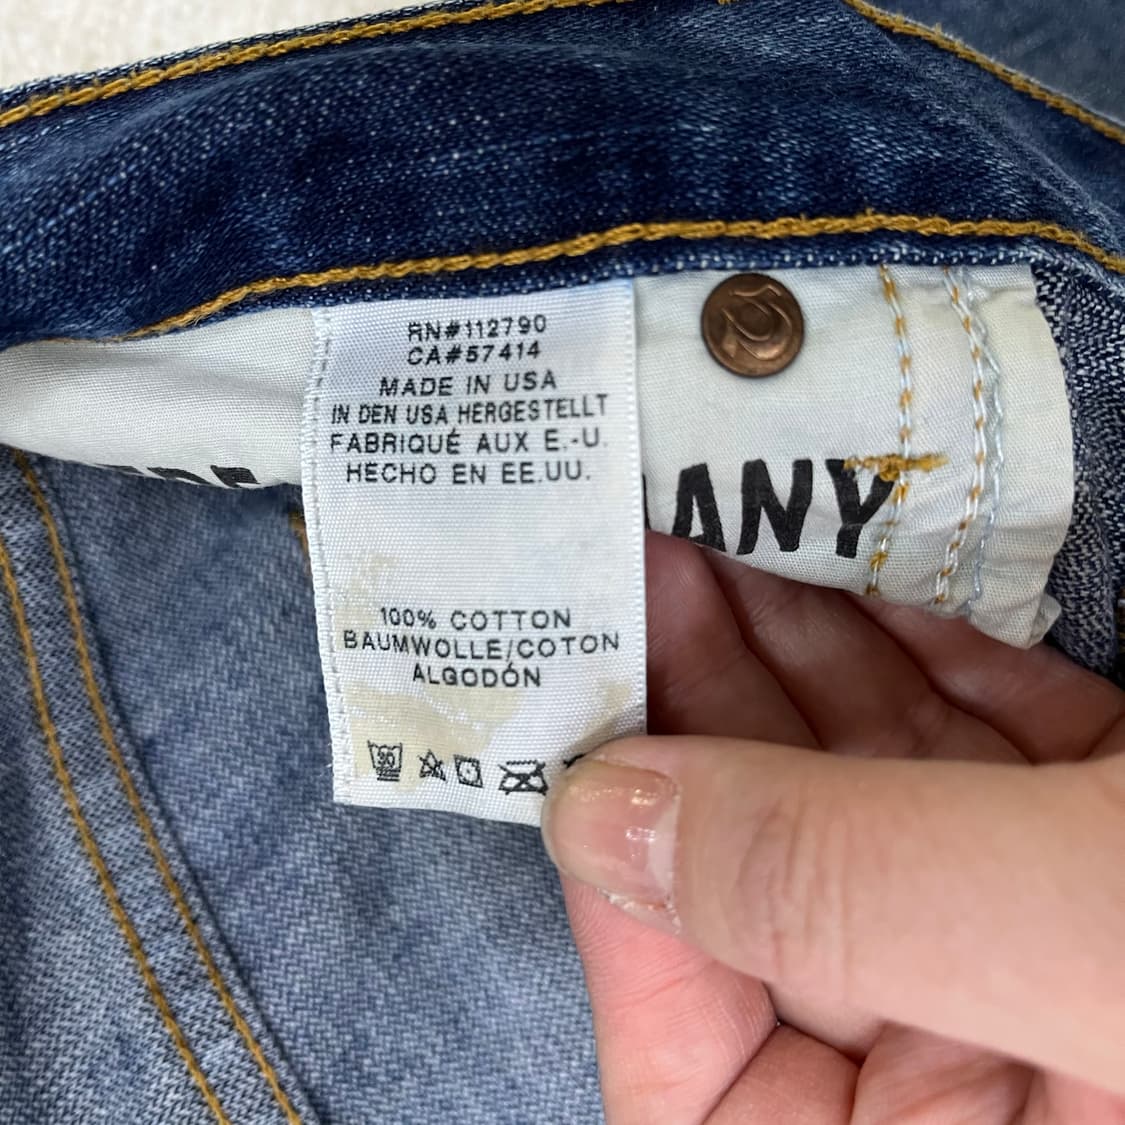 RN#112790
CA#57414
MADE IN USA
IN DEN USA HERGESTELLT
FABRIQUÉ AUX E.-U.
HECHO EN EE.UU.
100% COTTON
BAUMWOLLE/COTON
ALGODÓN
30